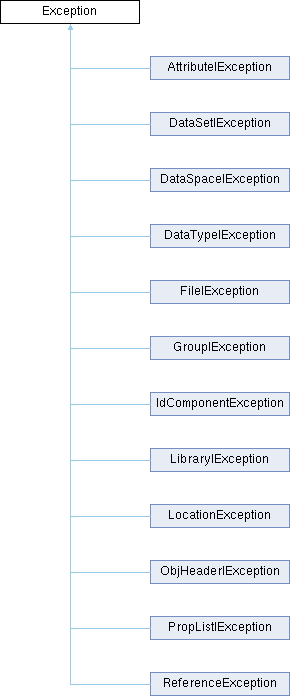 Exception
AttributeIException
DataSetIException
DataSpaceIException
DataTypeIException
FileIException
GroupIException
IdComponentException
LibraryIException
LocationException
ObjHeaderIException
PropListIException
ReferenceException